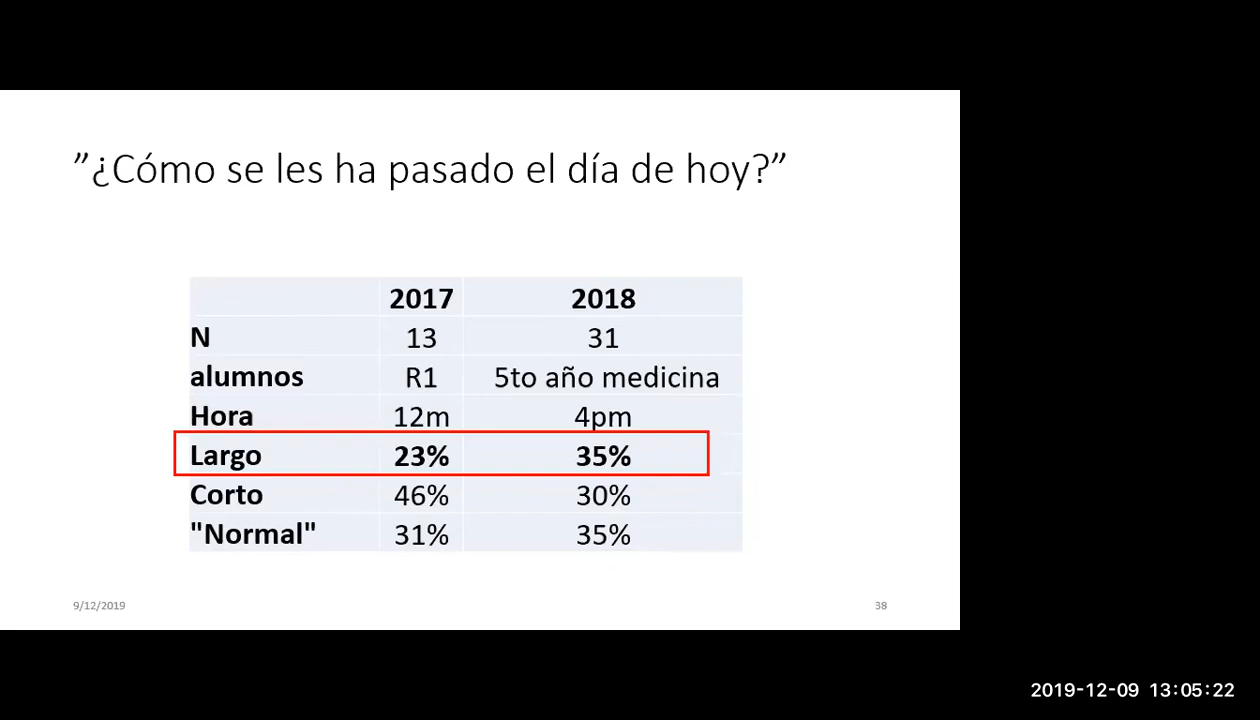 ”¿Cómo se les ha pasado el día de hoy?”
2017 2018
N 13 31
alumnos R1 5to año medicina
Hora 12m 4pm
Largo 23% 35%
Corto 46% 30%
"Normal" 31% 35%
9/12/2019 38
2019-12-09 13:05:22